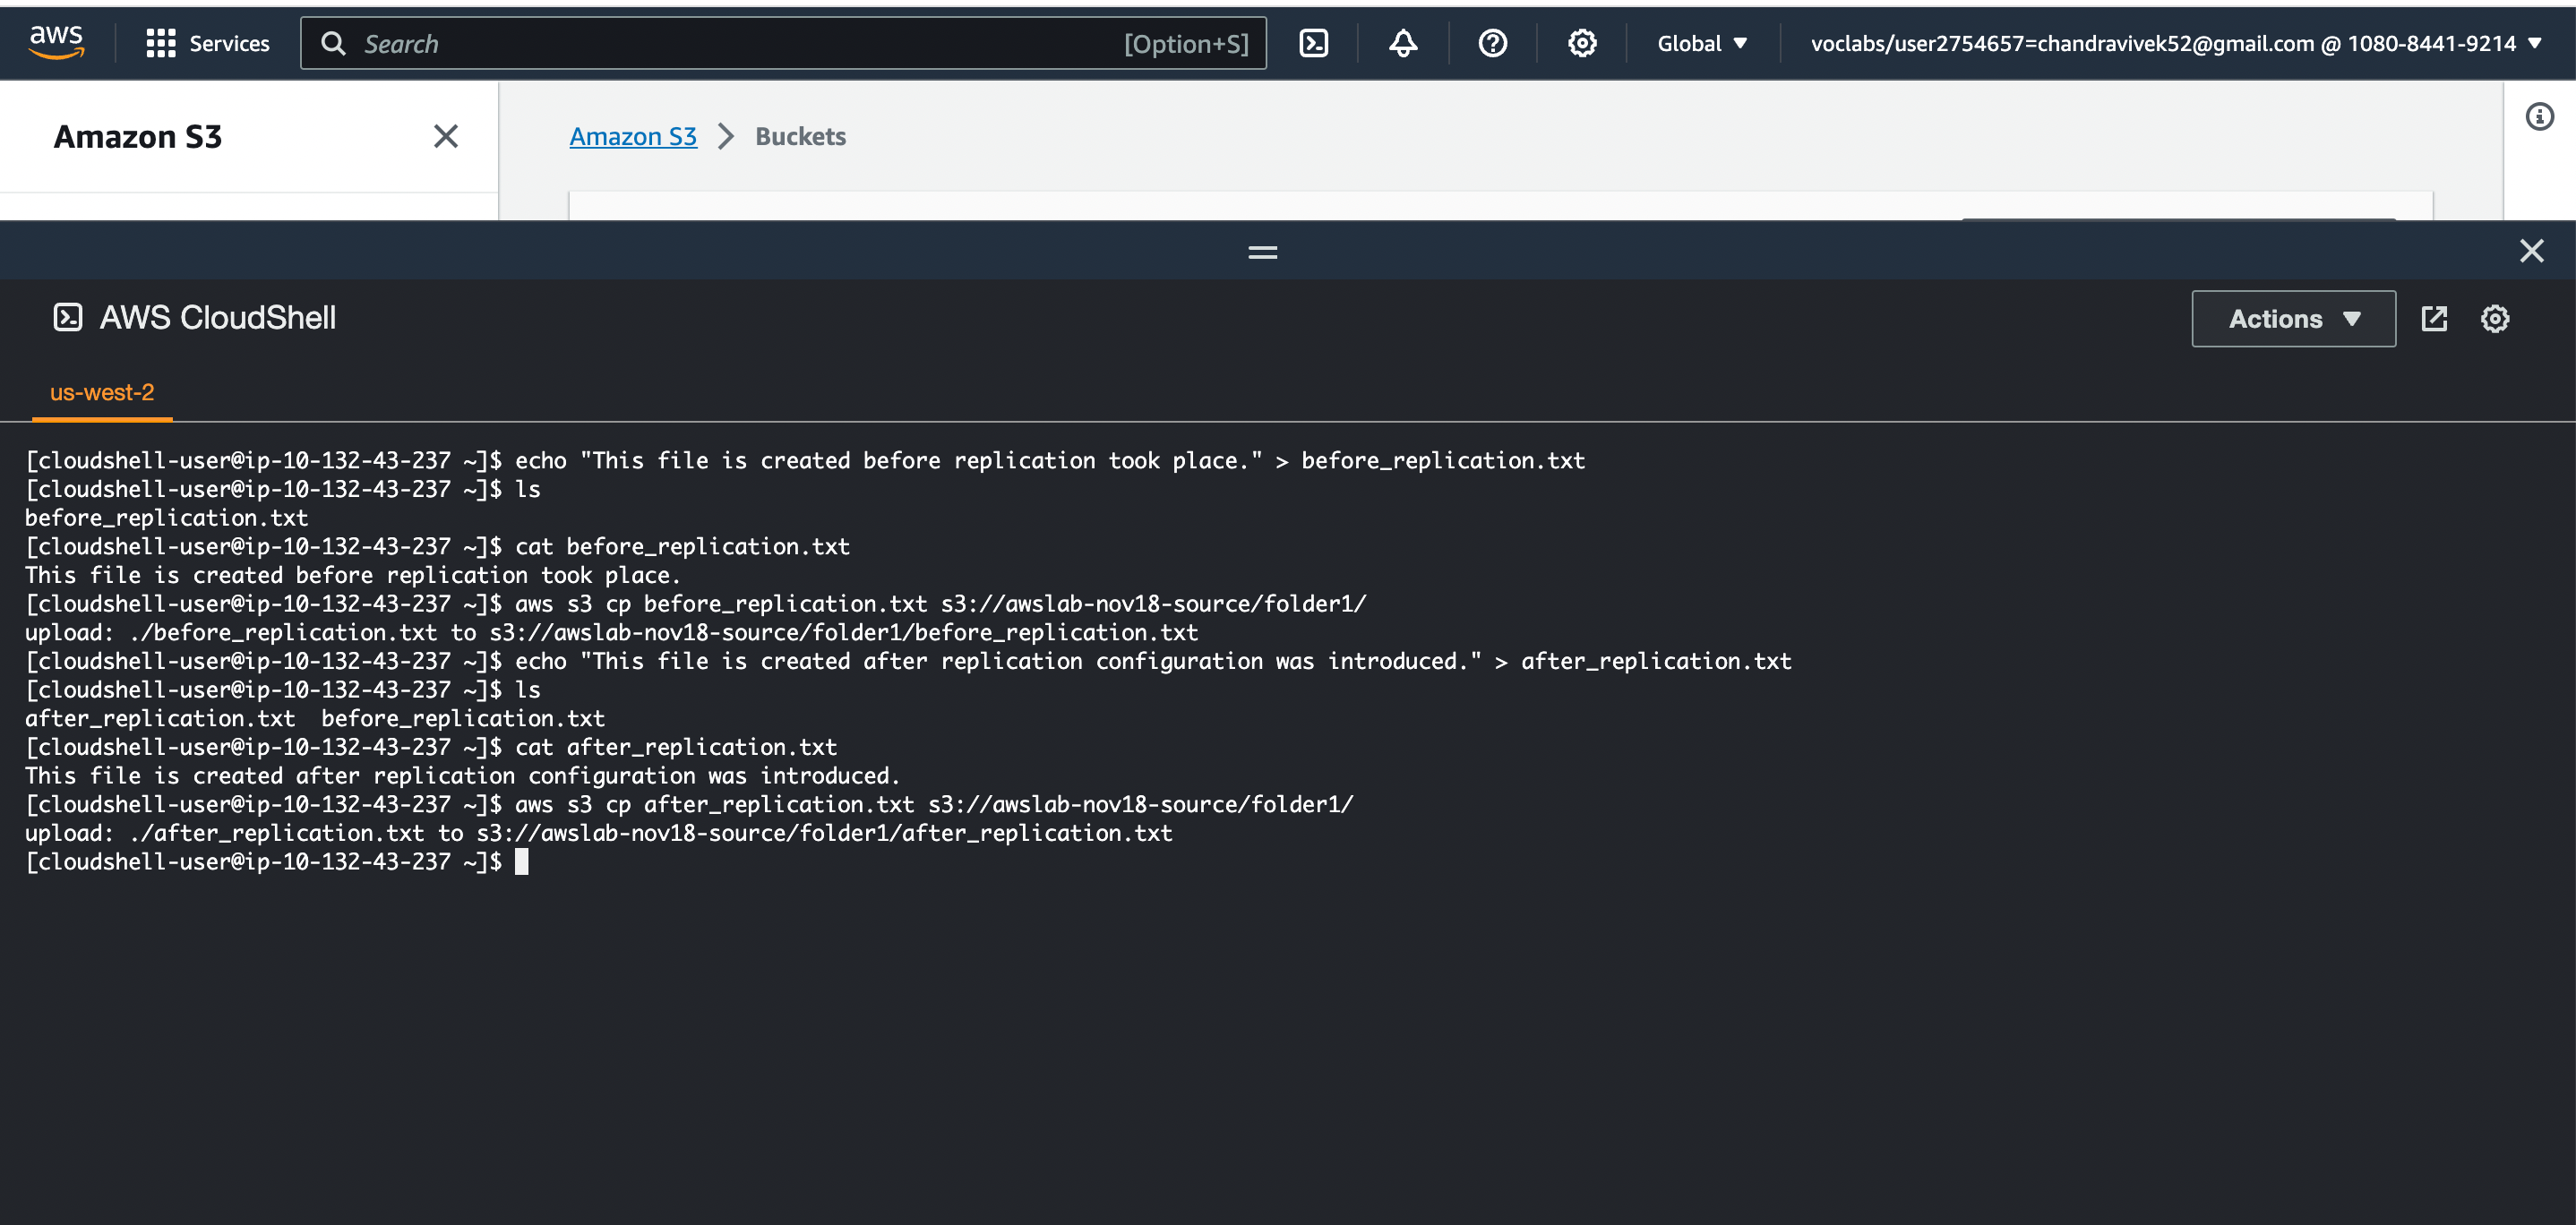 aws Services Search [Option+S] Global voclabs/user2754657=chandravivek52@gmail.com @ 1080-8441-9214
Amazon S3
Amazon S3 > Buckets
AWS CloudShell
Actions
us-west-2
[cloudshell-user@ip-10-132-43-237 ~]$ echo "This file is created before replication took place." > before_replication.txt
[cloudshell-user@ip-10-132-43-237 ~]$ ls
before_replication.txt
[cloudshell-user@ip-10-132-43-237 ~]$ cat before_replication.txt
This file is created before replication took place.
[cloudshell-user@ip-10-132-43-237 ~]$ aws s3 cp before_replication.txt s3://awslab-nov18-source/folder1/
upload: ./before_replication.txt to s3://awslab-nov18-source/folder1/before_replication.txt
[cloudshell-user@ip-10-132-43-237 ~]$ echo "This file is created after replication configuration was introduced." > after_replication.txt
[cloudshell-user@ip-10-132-43-237 ~]$ ls
after_replication.txt  before_replication.txt
[cloudshell-user@ip-10-132-43-237 ~]$ cat after_replication.txt
This file is created after replication configuration was introduced.
[cloudshell-user@ip-10-132-43-237 ~]$ aws s3 cp after_replication.txt s3://awslab-nov18-source/folder1/
upload: ./after_replication.txt to s3://awslab-nov18-source/folder1/after_replication.txt
[cloudshell-user@ip-10-132-43-237 ~]$